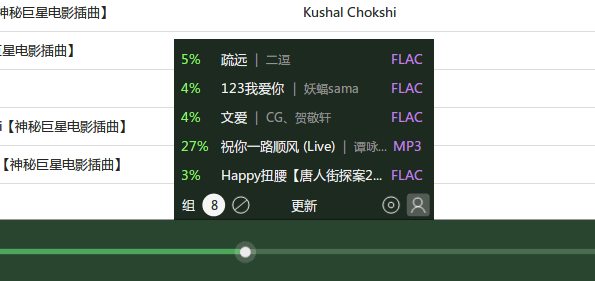 神秘巨星电影插曲】 Kushal Chokshi
巨星电影插曲】
5% 疏远 | 二逗 FLAC
4% 123我爱你 | 妖蝠sama FLAC
4% 文爱 | CG、贺敬轩 FLAC
i【神秘巨星电影插曲】
27% 祝你一路顺风 (Live) | 谭咏... MP3
【神秘巨星电影插曲】
3% Happy扭腰【唐人街探案2... FLAC
组 8 更新